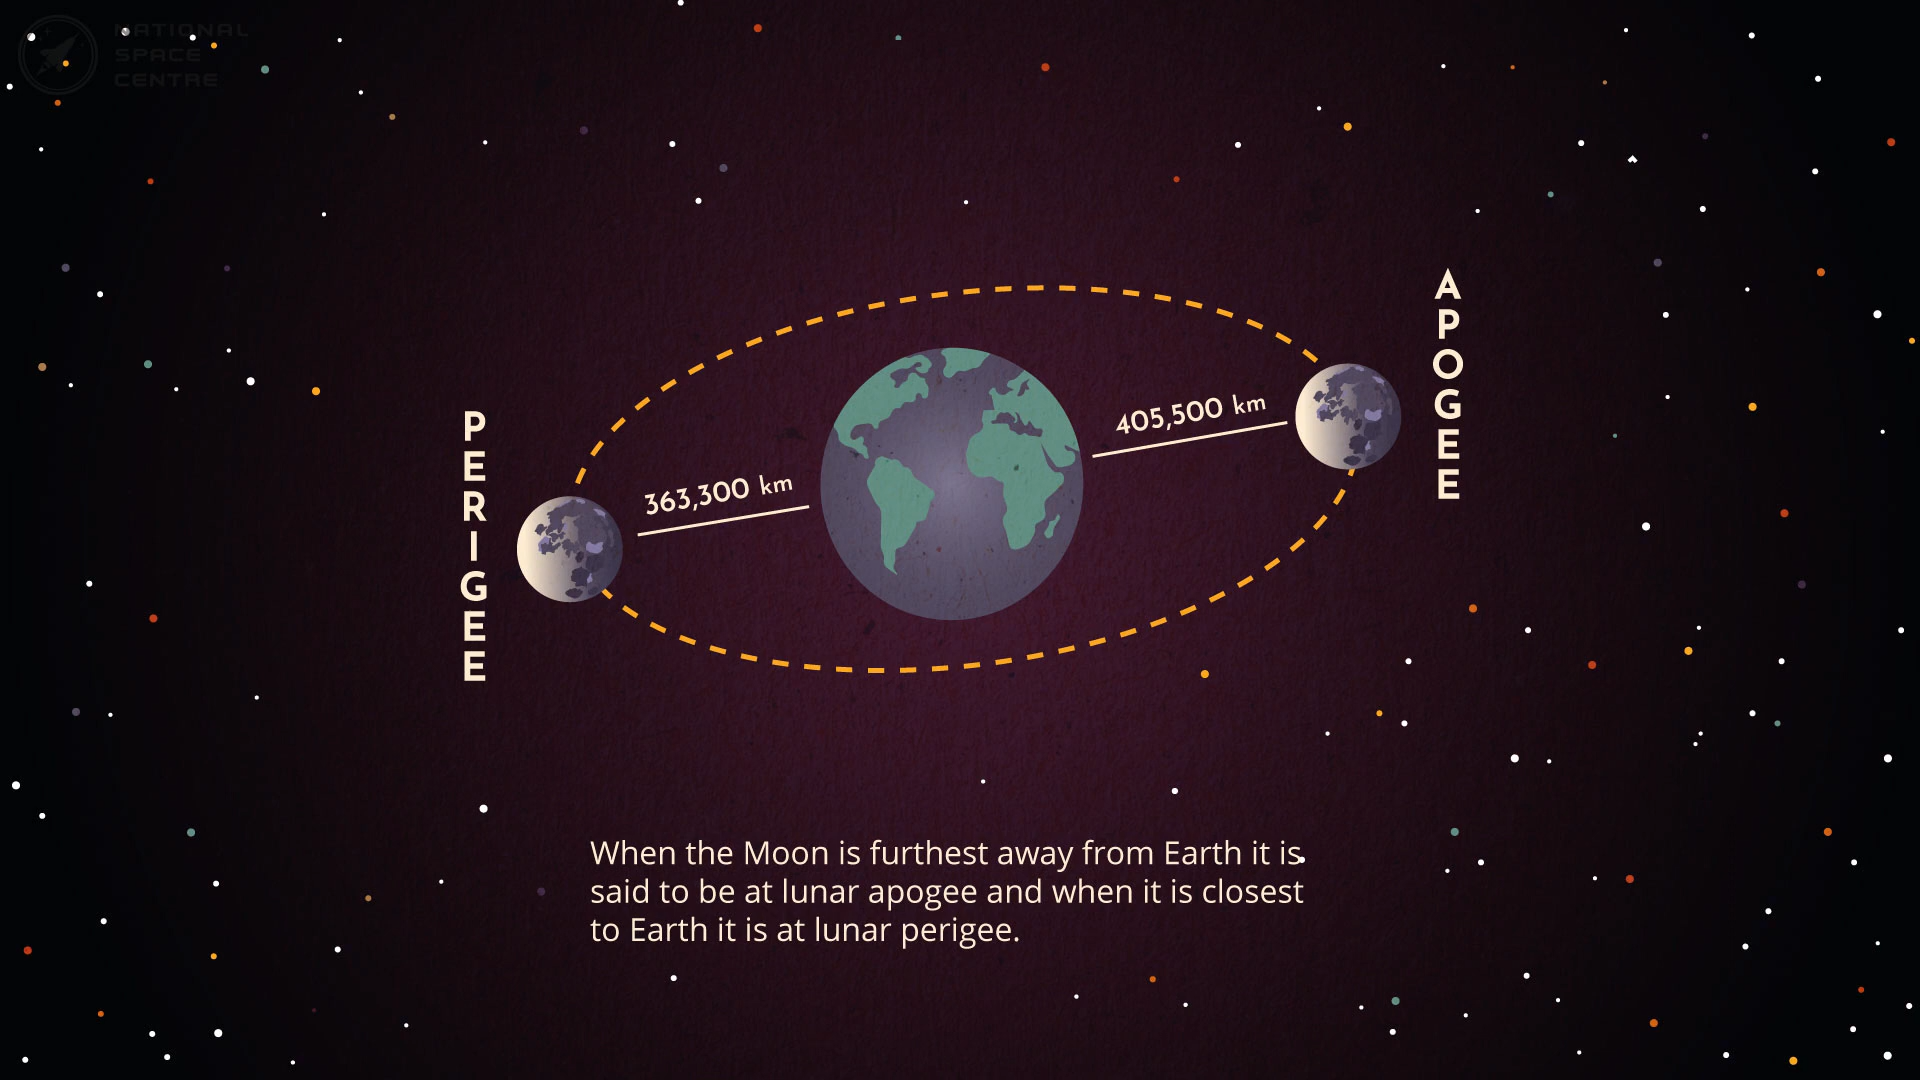 NATIONAL
SPACE
CENTRE
APOGEE
405,500 km
PERIGEE
363,300 km
When the Moon is furthest away from Earth it is
said to be at lunar apogee and when it is closest
to Earth it is at lunar perigee.